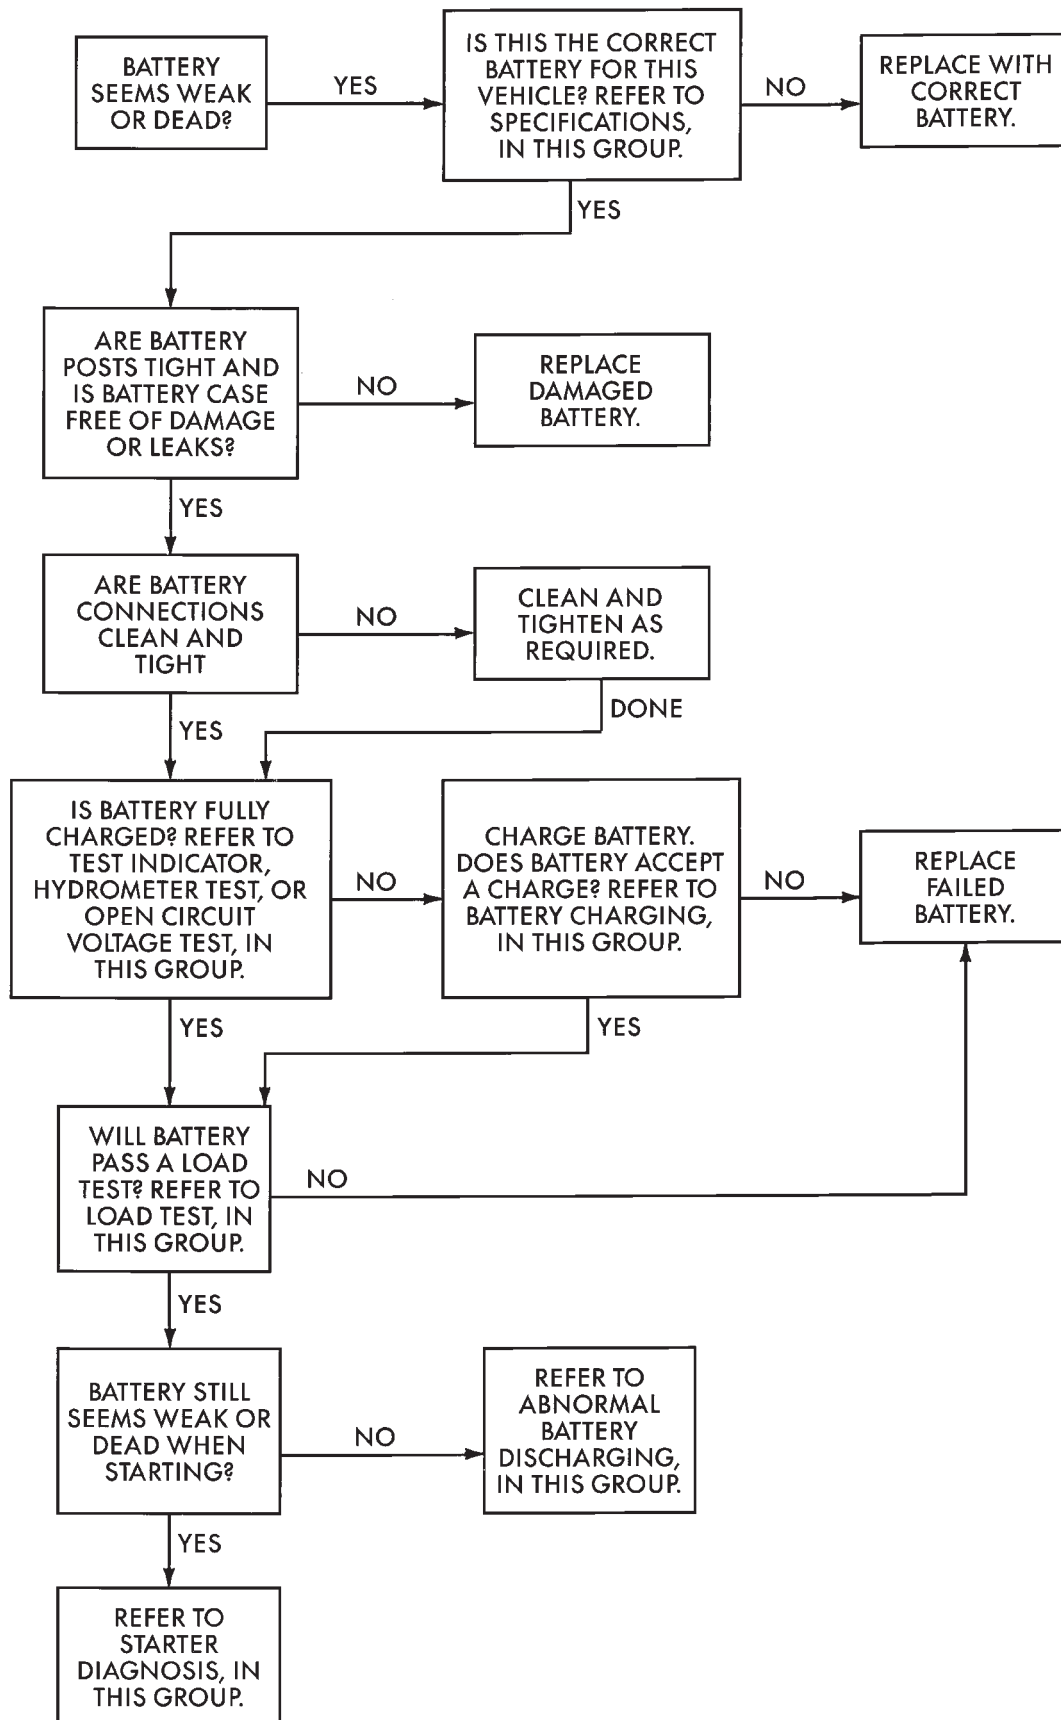 BATTERY
SEEMS WEAK
OR DEAD?
YES
IS THIS THE CORRECT
BATTERY FOR THIS
VEHICLE? REFER TO
SPECIFICATIONS,
IN THIS GROUP.
NO
REPLACE WITH
CORRECT
BATTERY.
YES
ARE BATTERY
POSTS TIGHT AND
IS BATTERY CASE
FREE OF DAMAGE
OR LEAKS?
NO
REPLACE
DAMAGED
BATTERY.
YES
ARE BATTERY
CONNECTIONS
CLEAN AND
TIGHT
NO
CLEAN AND
TIGHTEN AS
REQUIRED.
YES
DONE
IS BATTERY FULLY
CHARGED? REFER TO
TEST INDICATOR,
HYDROMETER TEST, OR
OPEN CIRCUIT
VOLTAGE TEST, IN
THIS GROUP.
NO
CHARGE BATTERY.
DOES BATTERY ACCEPT
A CHARGE? REFER TO
BATTERY CHARGING,
IN THIS GROUP.
NO
REPLACE
FAILED
BATTERY.
YES
YES
WILL BATTERY
PASS A LOAD
TEST? REFER TO
LOAD TEST, IN
THIS GROUP.
NO
YES
BATTERY STILL
SEEMS WEAK OR
DEAD WHEN
STARTING?
NO
REFER TO
ABNORMAL
BATTERY
DISCHARGING,
IN THIS GROUP.
YES
REFER TO
STARTER
DIAGNOSIS, IN
THIS GROUP.